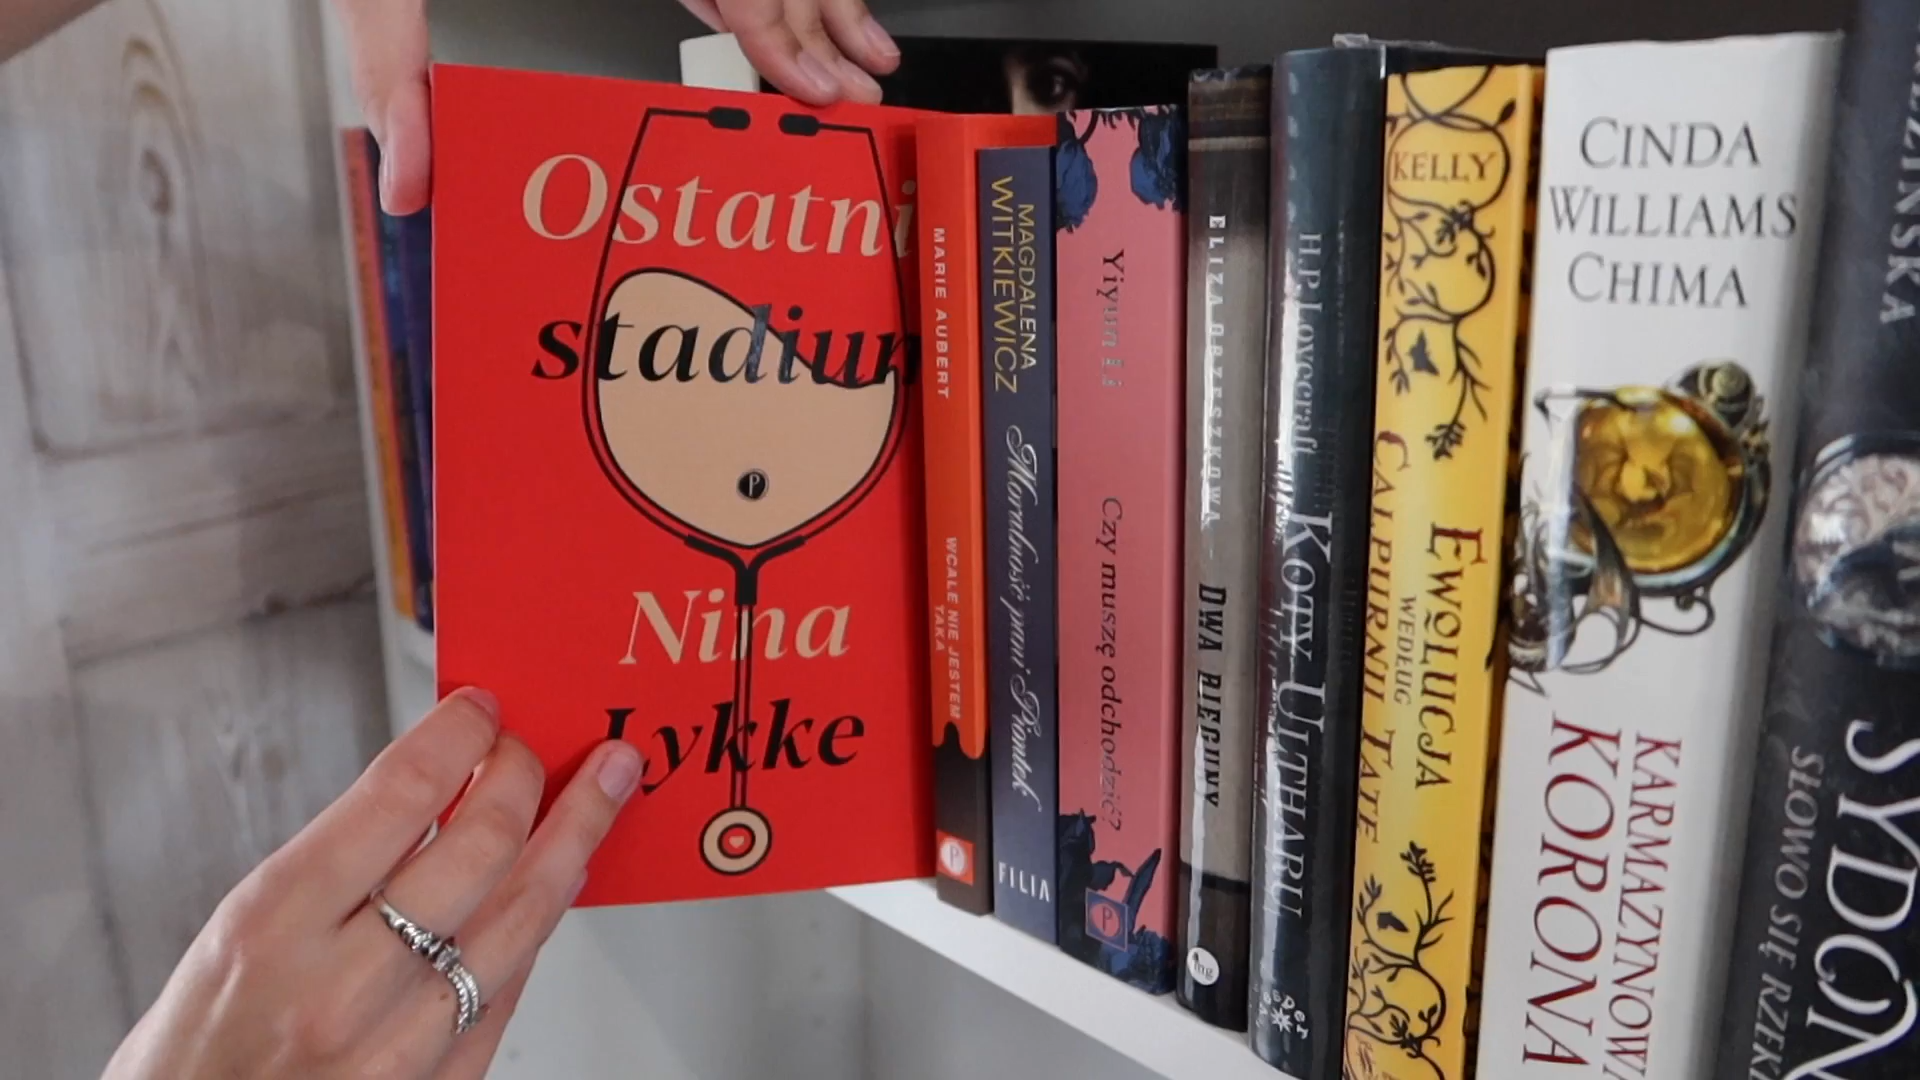 Ostatni
stadium
P
Nina
Lykke
MARIE AUBERT
WCALE NIE JESTEM
TAKA
P
MAGDALENA
WITKIEWICZ
Moralność pani Piontek
FILIA
Yiyun Li
Czy muszę odchodzić?
P
ELIZA ORZESZKOWA - DWA BIEGUNY
mg
H.P. Lovecraft
KOTY ULTHARU
KELLY
EWOLUCJA
WEDŁUG
CALPURNII TATE
CINDA
WILLIAMS
CHIMA
KARMAZYNOWA
KORONA
SŁOWO SIĘ RZEKŁ